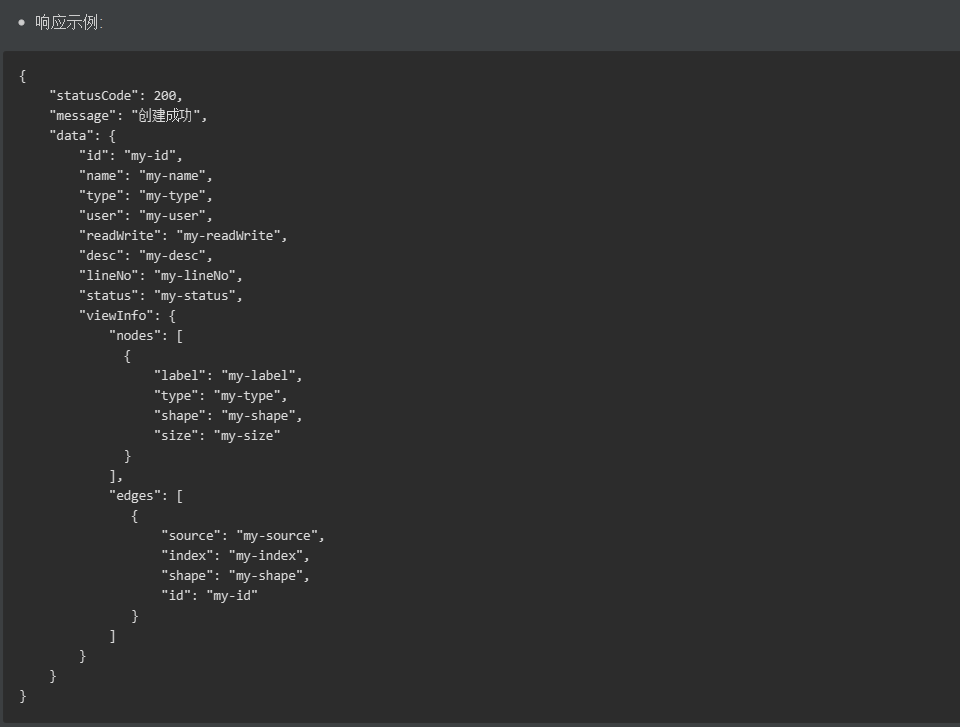 • 响应示例:
{
    "statusCode": 200,
    "message": "创建成功",
    "data": {
        "id": "my-id",
        "name": "my-name",
        "type": "my-type",
        "user": "my-user",
        "readWrite": "my-readWrite",
        "desc": "my-desc",
        "lineNo": "my-lineNo",
        "status": "my-status",
        "viewInfo": {
            "nodes": [
              {
                  "label": "my-label",
                  "type": "my-type",
                  "shape": "my-shape",
                  "size": "my-size"
              }
            ],
            "edges": [
               {
                   "source": "my-source",
                   "index": "my-index",
                   "shape": "my-shape",
                   "id": "my-id"
               }
            ]
        }
    }
}